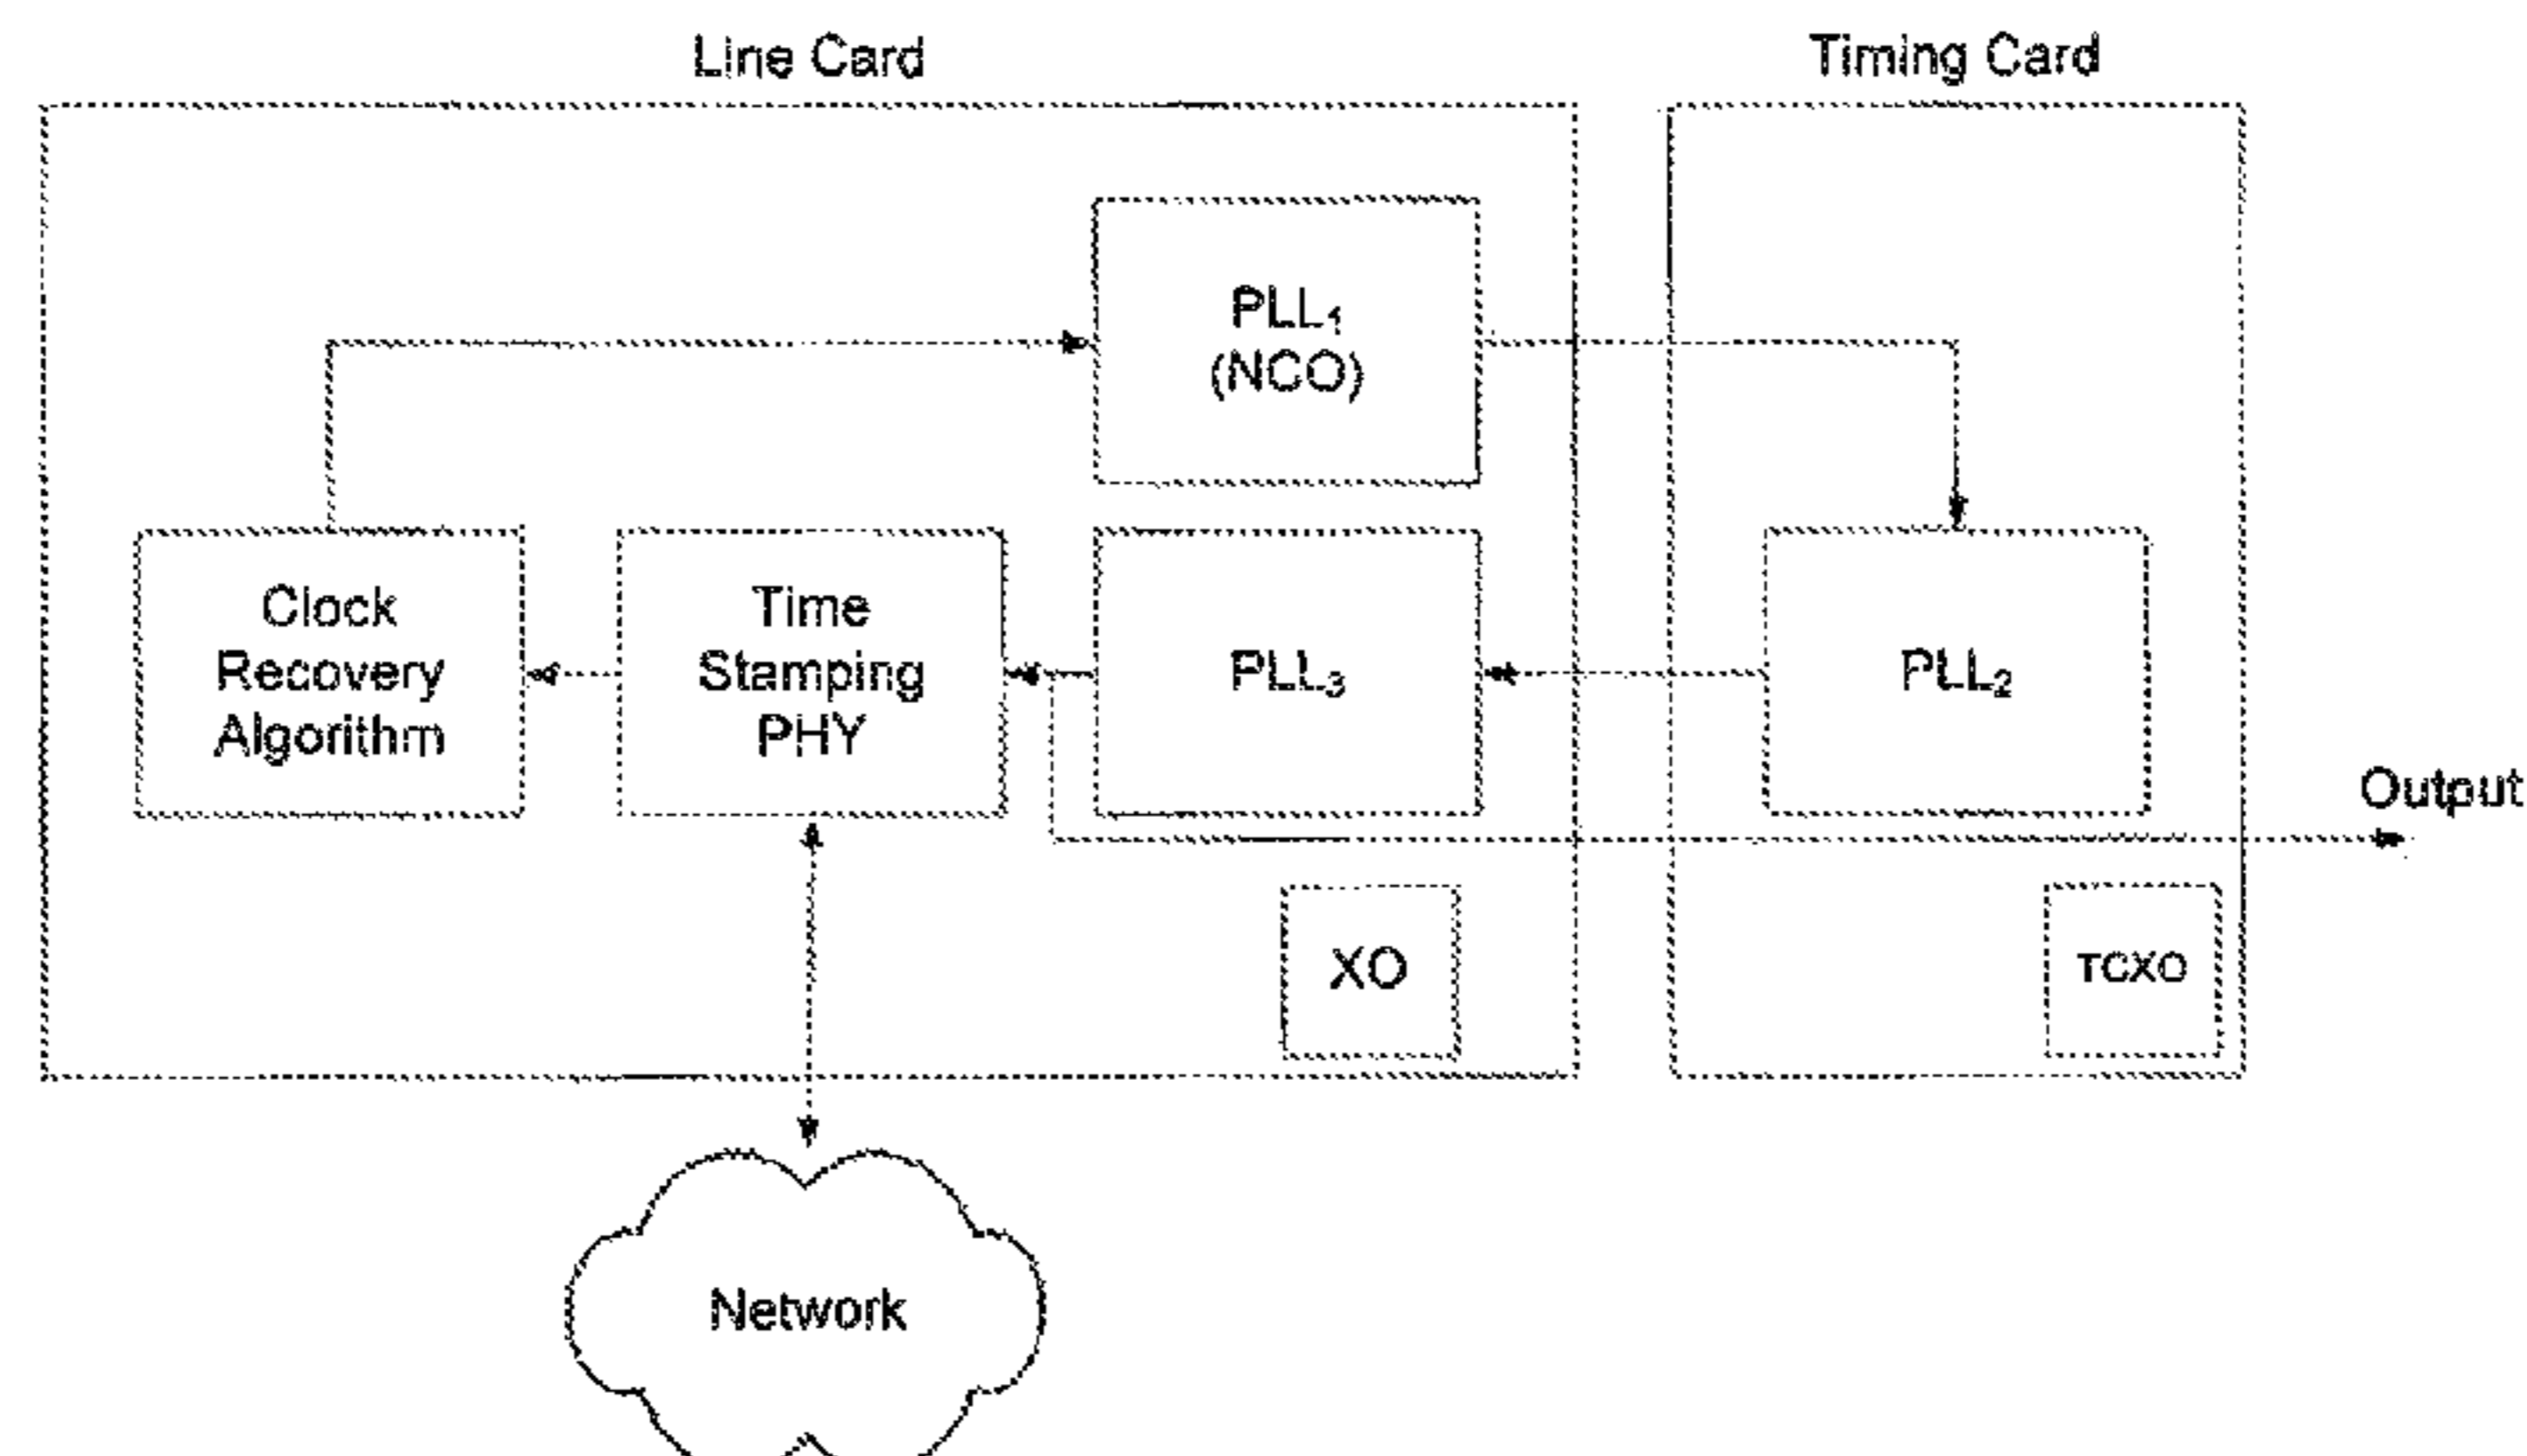 Line Card
Timing Card
PLL₁
(NCO)
Clock
Recovery
Algorithm
Time
Stamping
PHY
PLL₃
PLL₂
Output
XO
TCXO
Network